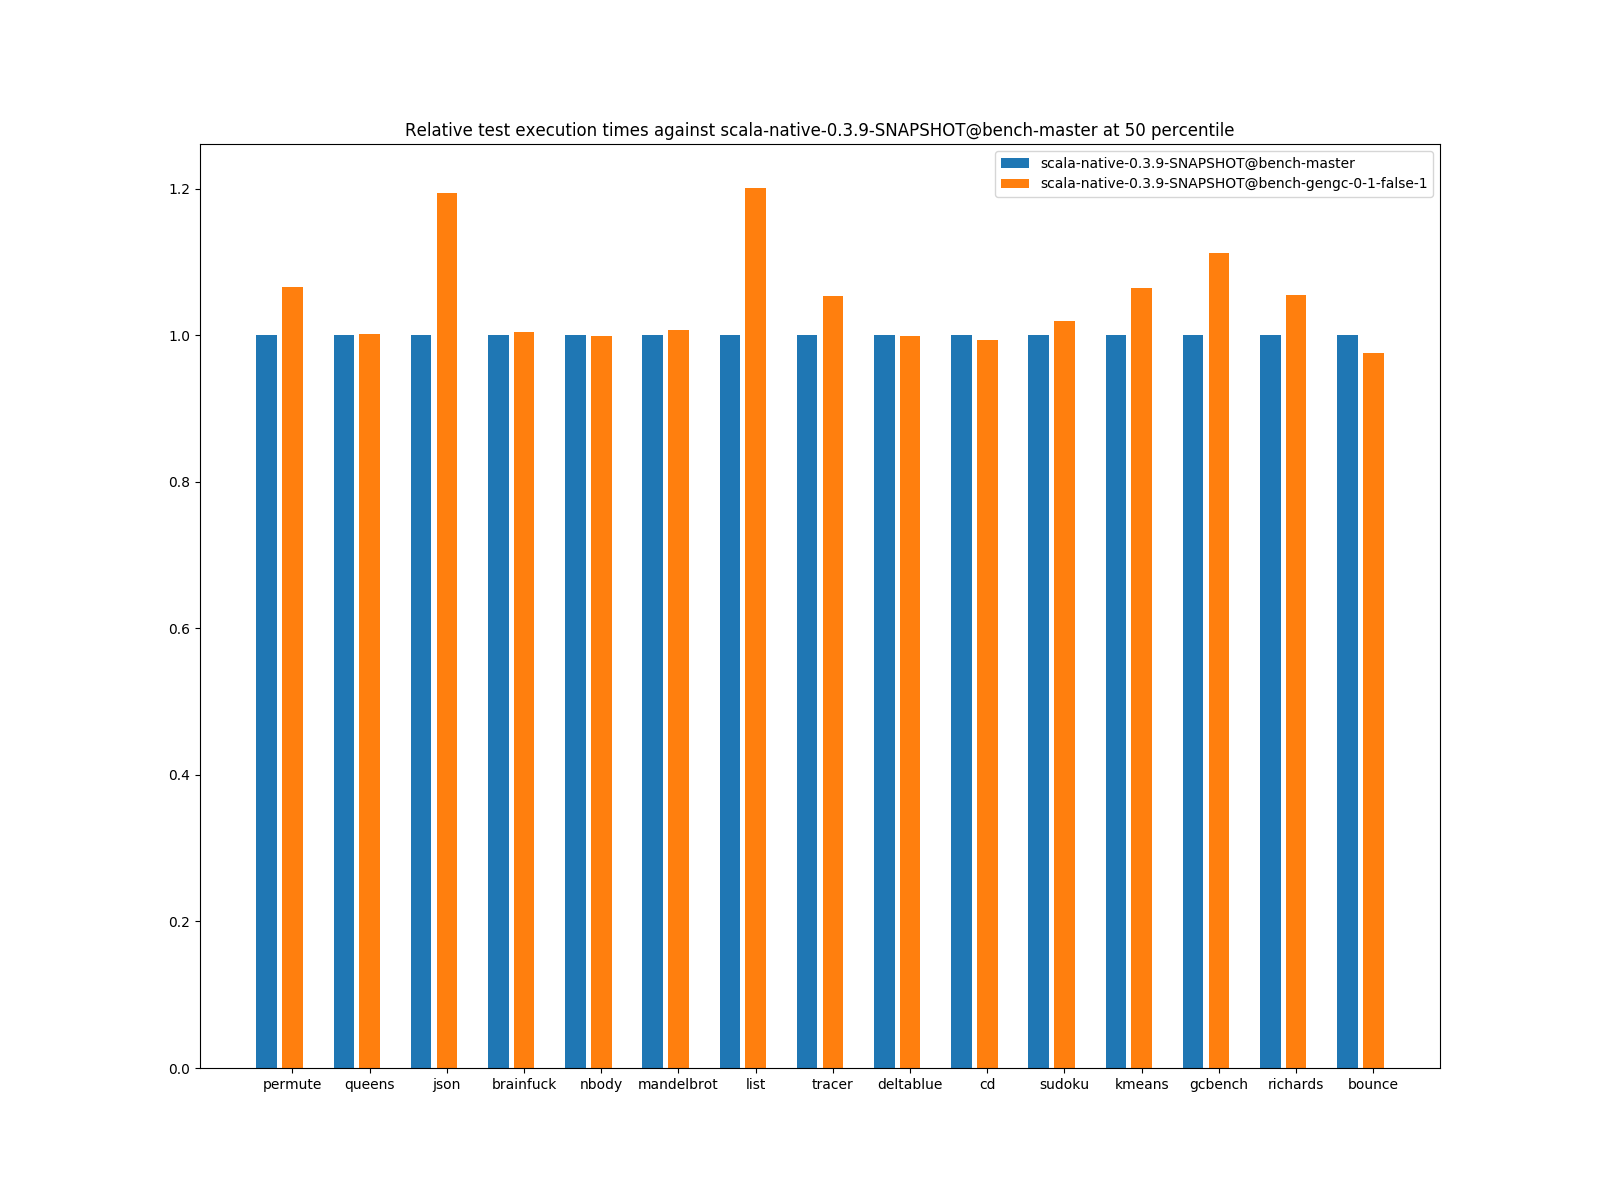 Relative test execution times against scala-native-0.3.9-SNAPSHOT@bench-master at 50 percentile
scala-native-0.3.9-SNAPSHOT@bench-master
scala-native-0.3.9-SNAPSHOT@bench-gengc-0-1-false-1
1.2
1.0
0.8
0.6
0.4
0.2
0.0
permute queens json brainfuck nbody mandelbrot list tracer deltablue cd sudoku kmeans gcbench richards bounce